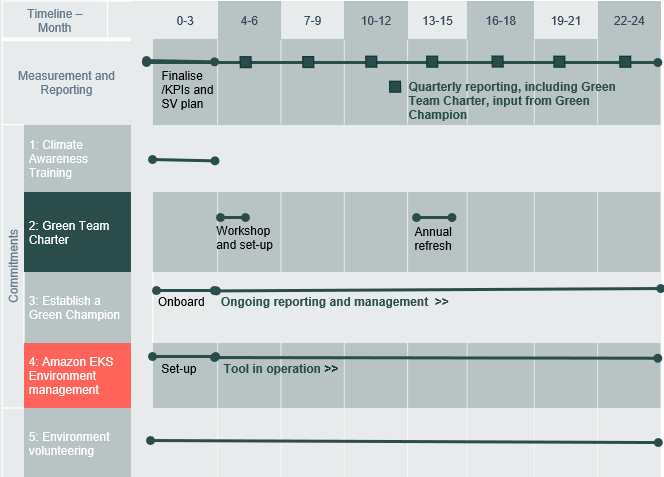 Timeline –
Month
0-3
4-6
7-9
10-12
13-15
16-18
19-21
22-24
Measurement and
Reporting
Finalise
/KPIs and
SV plan
Quarterly reporting, including Green
Team Charter, input from Green
Champion
Commitments
1: Climate
Awareness
Training
2: Green Team
Charter
Workshop
and set-up
Annual
refresh
3: Establish a
Green Champion
Onboard
Ongoing reporting and management >>
4: Amazon EKS
Environment
management
Set-up
Tool in operation >>
5: Environment
volunteering